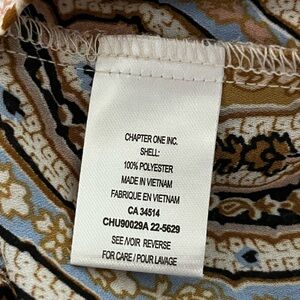 CHAPTER ONE INC.
SHELL:
100% POLYESTER
MADE IN VIETNAM
FABRIQUE EN VIETNAM
CA 34514
CHU90029A 22-5629
SEE /VOIR REVERSE
FOR CARE / POUR LAVAGE